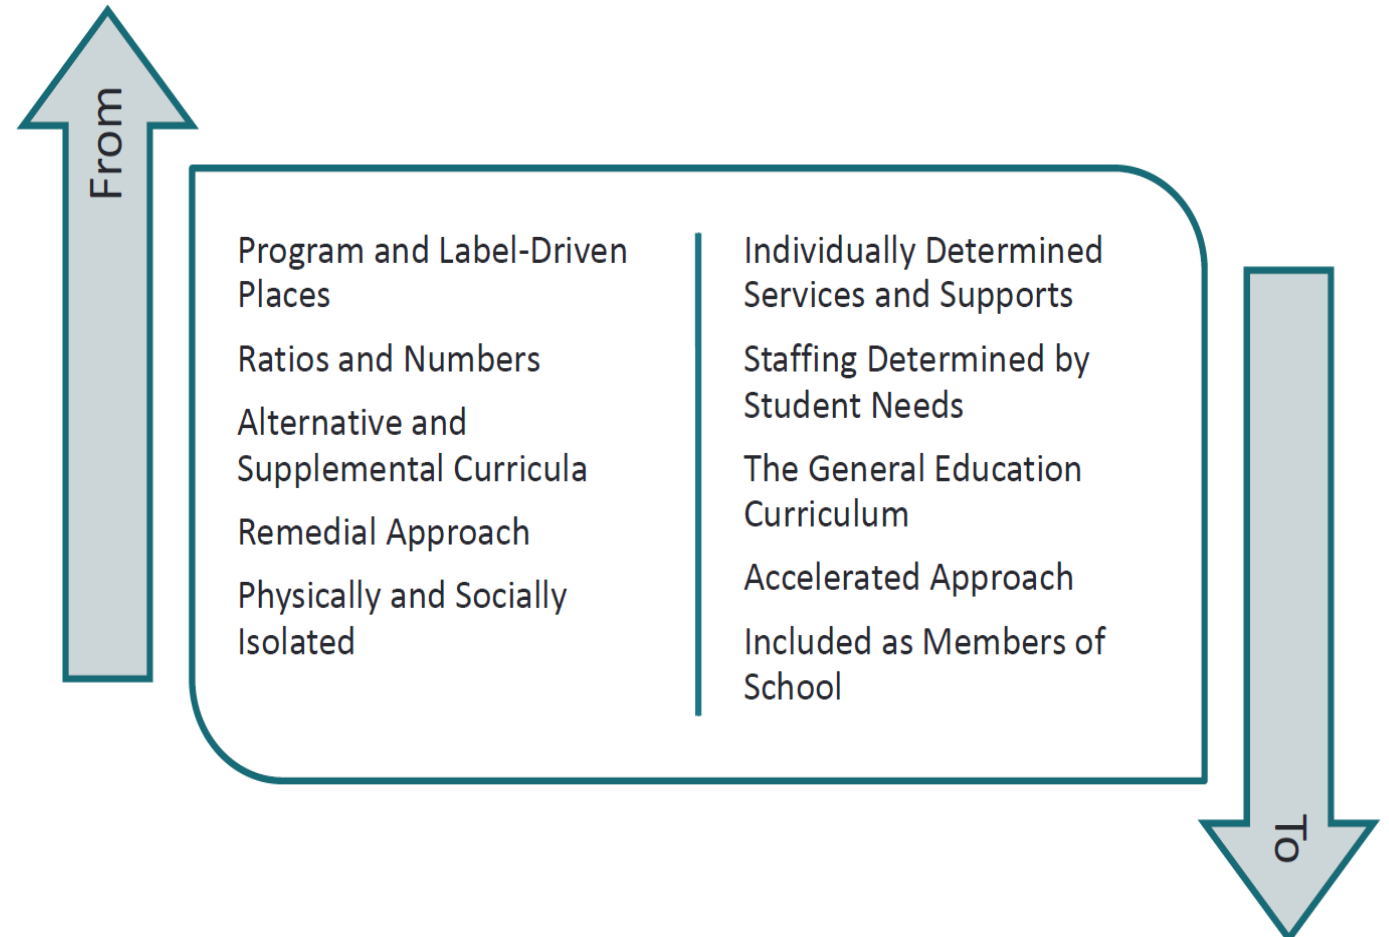 From
Program and Label-Driven
Places
Ratios and Numbers
Alternative and
Supplemental Curricula
Remedial Approach
Physically and Socially
Isolated
Individually Determined
Services and Supports
Staffing Determined by
Student Needs
The General Education
Curriculum
Accelerated Approach
Included as Members of
School
To